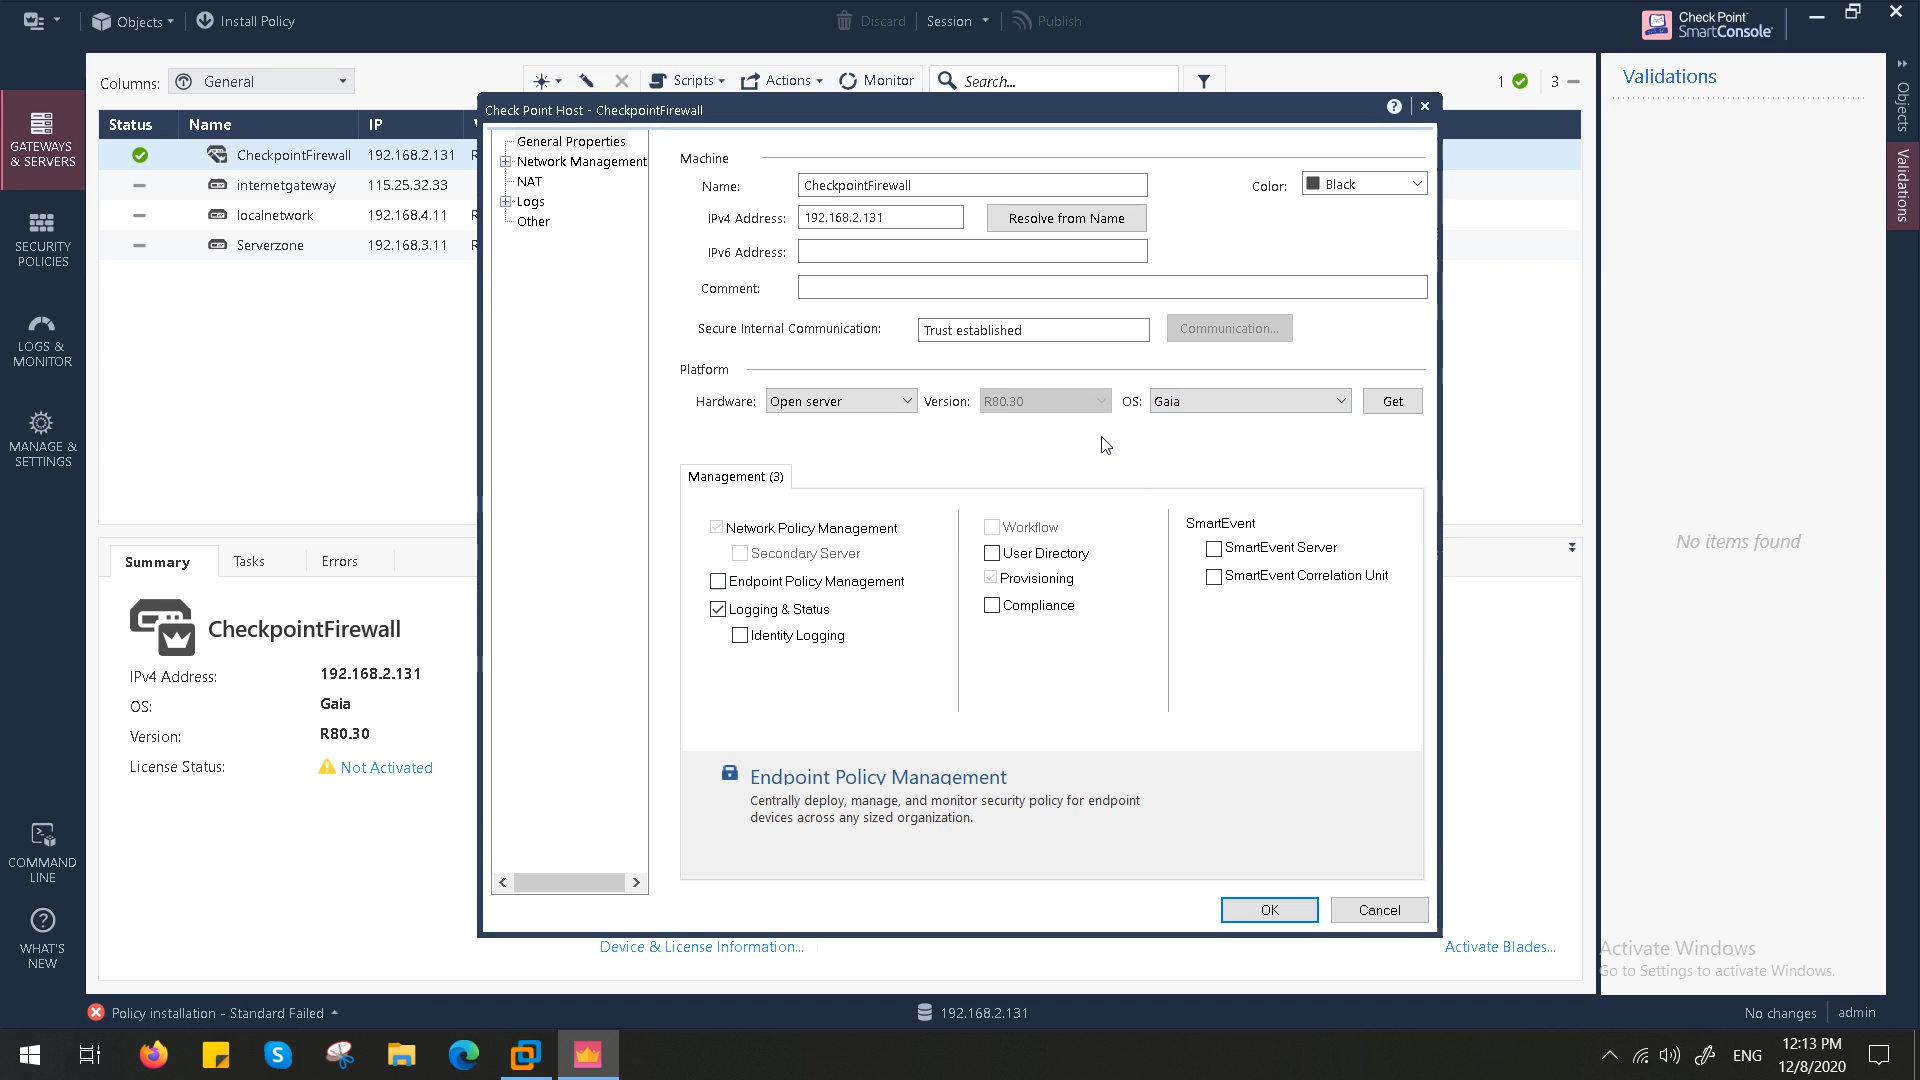 Objects
Install Policy
Discard
Session
Publish
Check Point
SmartConsole
Columns:
General
Scripts
Actions
Monitor
Search...
1
3
Validations
Objects
Validations
No items found
GATEWAYS
& SERVERS
SECURITY
POLICIES
LOGS &
MONITOR
MANAGE &
SETTINGS
COMMAND
LINE
WHAT'S
NEW
Status Name IP
CheckpointFirewall 192.168.2.131
internetgateway 115.25.32.33
localnetwork 192.168.4.11
Serverzone 192.168.3.11
Check Point Host - CheckpointFirewall
General Properties
Network Management
NAT
Logs
Other
Machine
Name: CheckpointFirewall
Color: Black
IPv4 Address: 192.168.2.131
Resolve from Name
IPv6 Address:
Comment:
Secure Internal Communication: Trust established
Communication...
Platform
Hardware: Open server Version: R80.30 OS: Gaia Get
Management (3)
Network Policy Management
Secondary Server
Endpoint Policy Management
Logging & Status
Identity Logging
Workflow
User Directory
Provisioning
Compliance
SmartEvent
SmartEvent Server
SmartEvent Correlation Unit
Endpoint Policy Management
Centrally deploy, manage, and monitor security policy for endpoint
devices across any sized organization.
OK
Cancel
Summary
Tasks
Errors
CheckpointFirewall
IPv4 Address: 192.168.2.131
OS: Gaia
Version: R80.30
License Status: Not Activated
Device & License Information...
Activate Blades...
Activate Windows
Go to Settings to activate Windows.
Policy installation - Standard Failed
192.168.2.131
No changes
admin
ENG
12:13 PM
12/8/2020